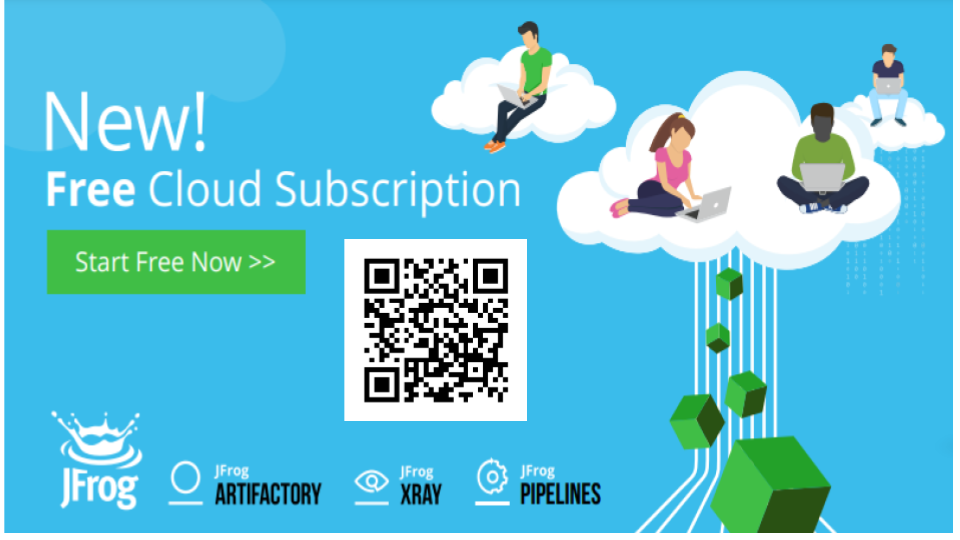 New!
Free Cloud Subscription
Start Free Now >>
JFrog
JFrog
ARTIFACTORY
JFrog
XRAY
JFrog
PIPELINES